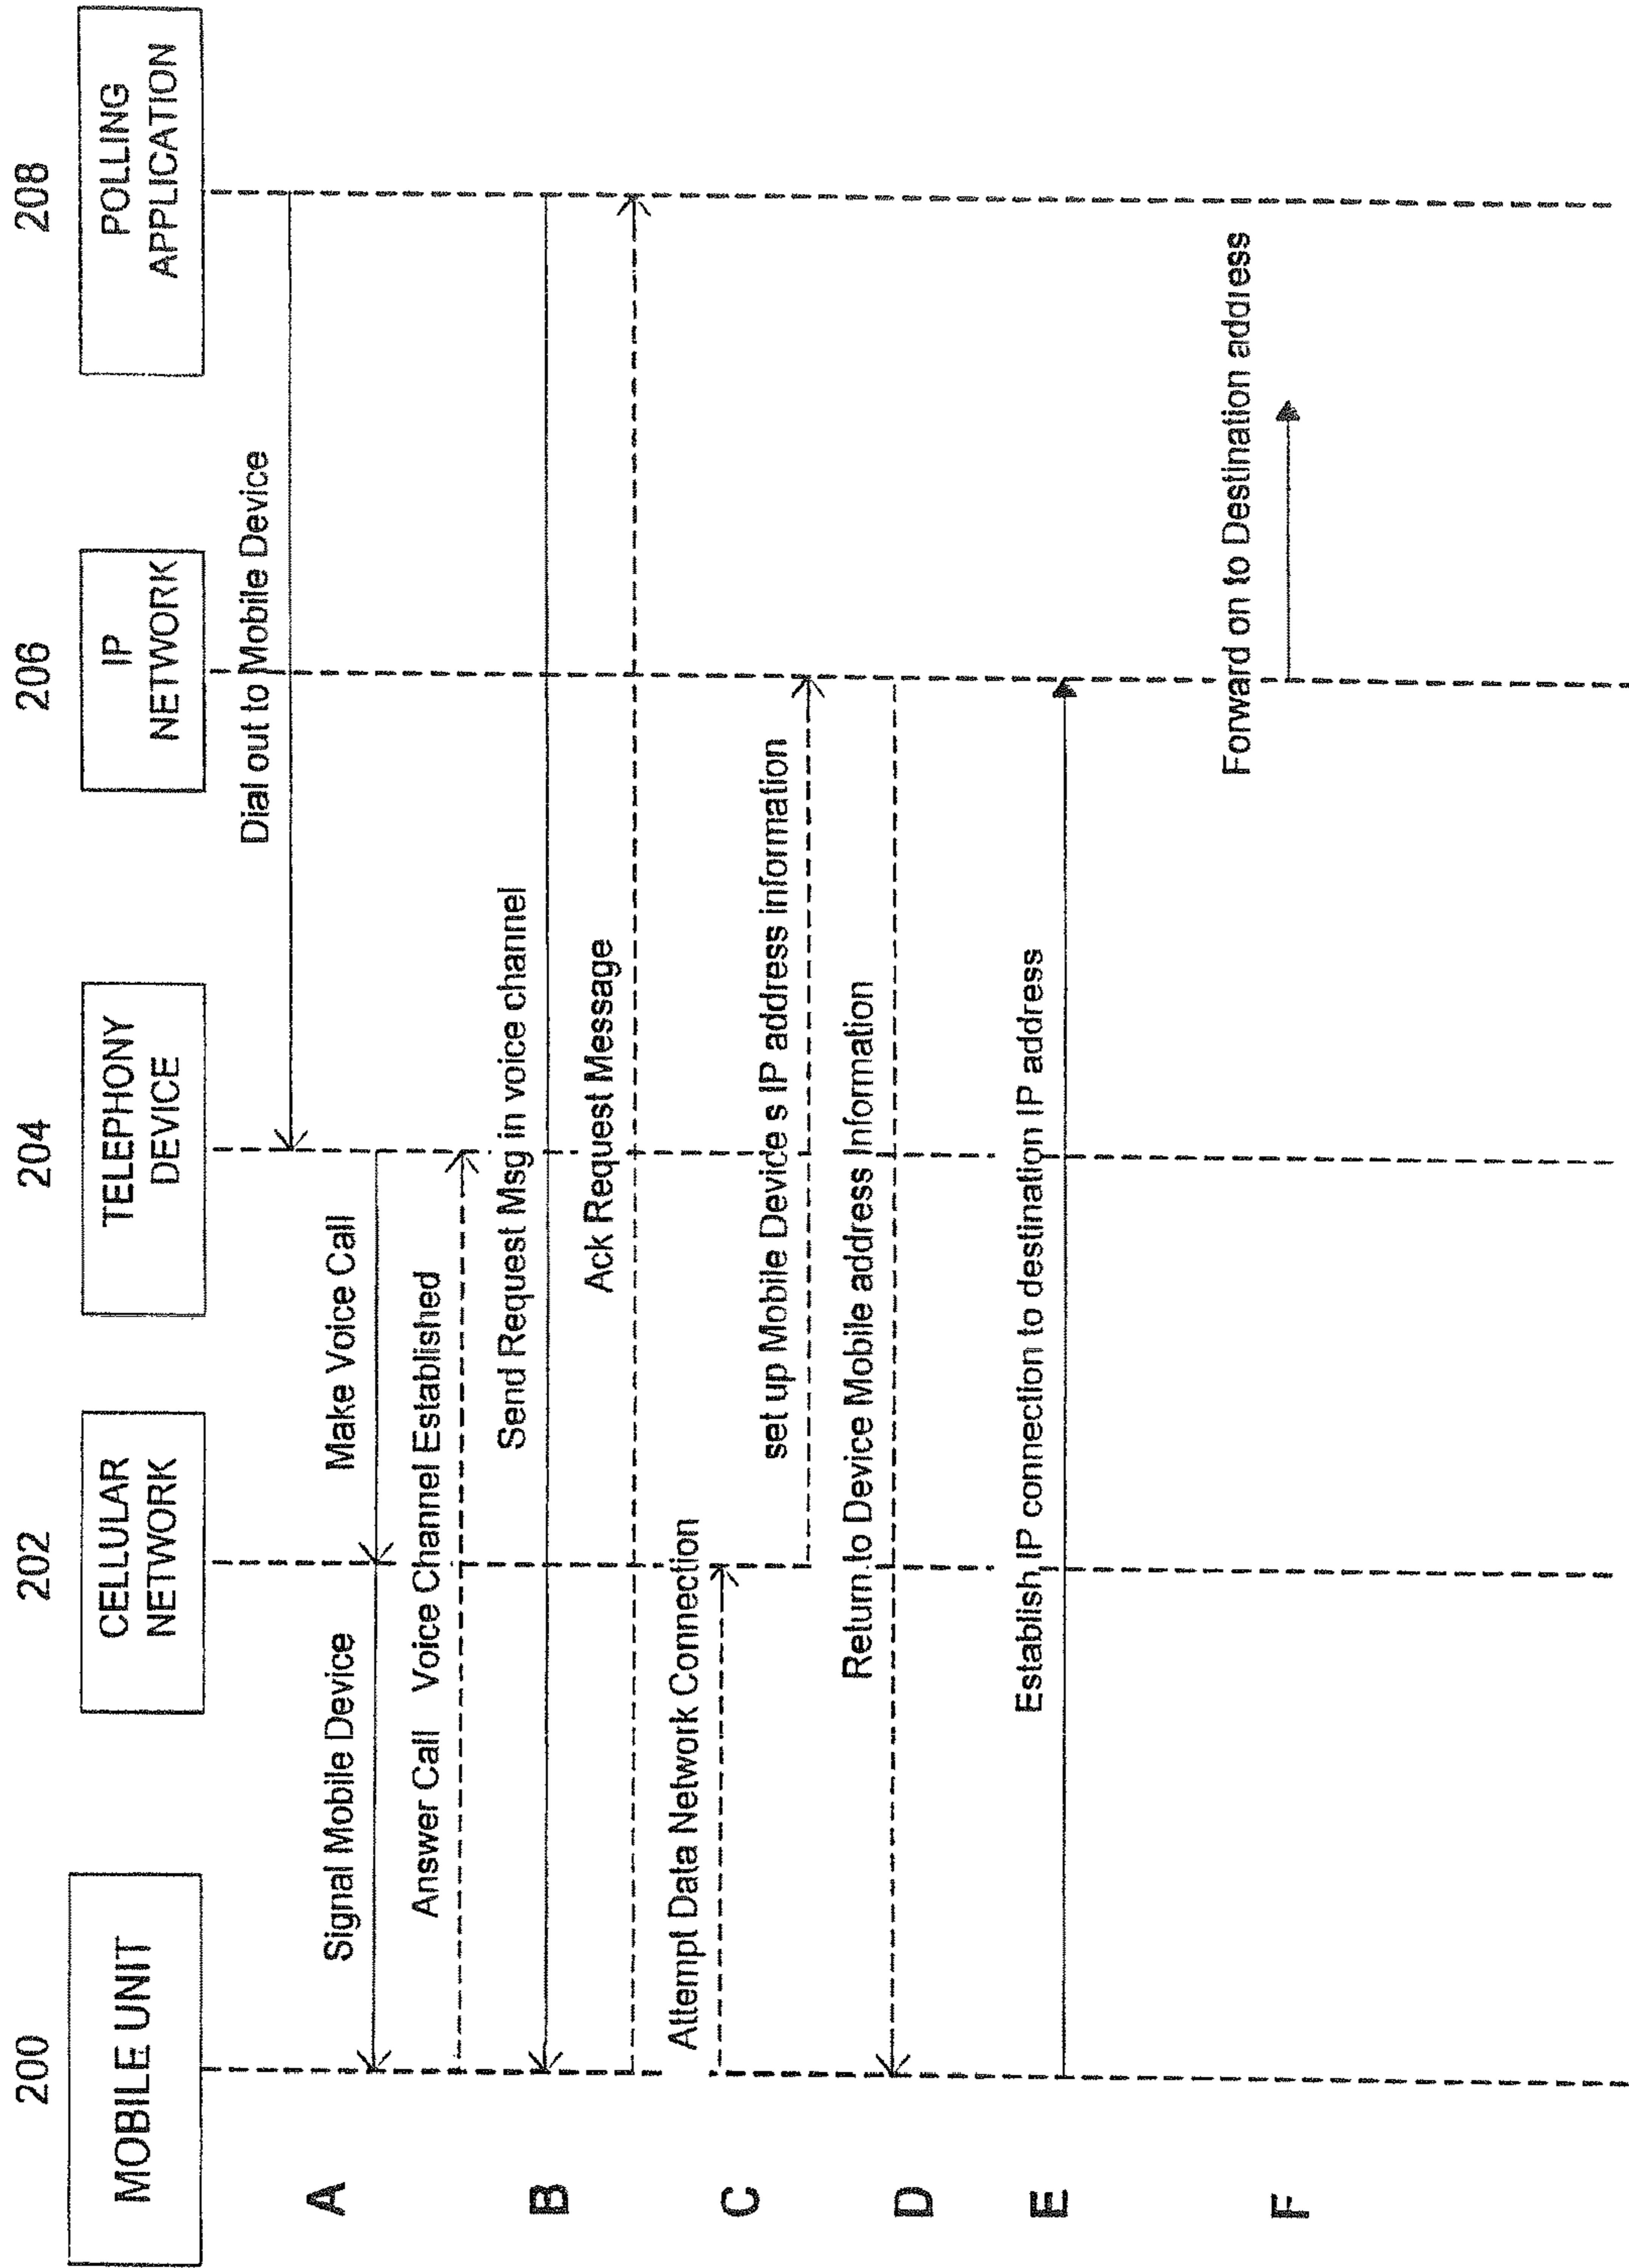 200
202
204
206
208
MOBILE UNIT
CELLULAR
NETWORK
TELEPHONY
DEVICE
IP
NETWORK
POLLING
APPLICATION
Dial out to Mobile Device
A
Signal Mobile Device
Make Voice Call
Answer Call Voice Channel Established
B
Send Request Msg in voice channel
Ack Request Message
C
Attempt Data Network Connection
set up Mobile Device s IP address information
D
Return to Device Mobile address Information
E
Establish IP connection to destination IP address
F
Forward on to Destination address